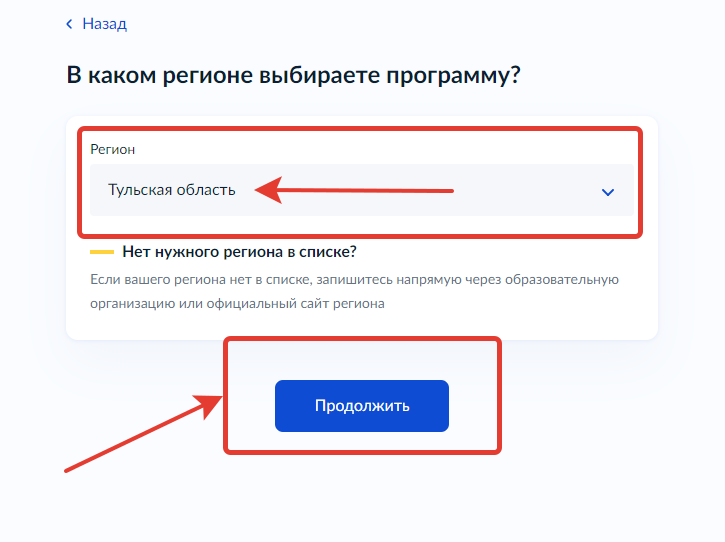 Назад
В каком регионе выбираете программу?
Регион
Тульская область
Нет нужного региона в списке?
Если вашего региона нет в списке, запишитесь напрямую через образовательную
организацию или официальный сайт региона
Продолжить